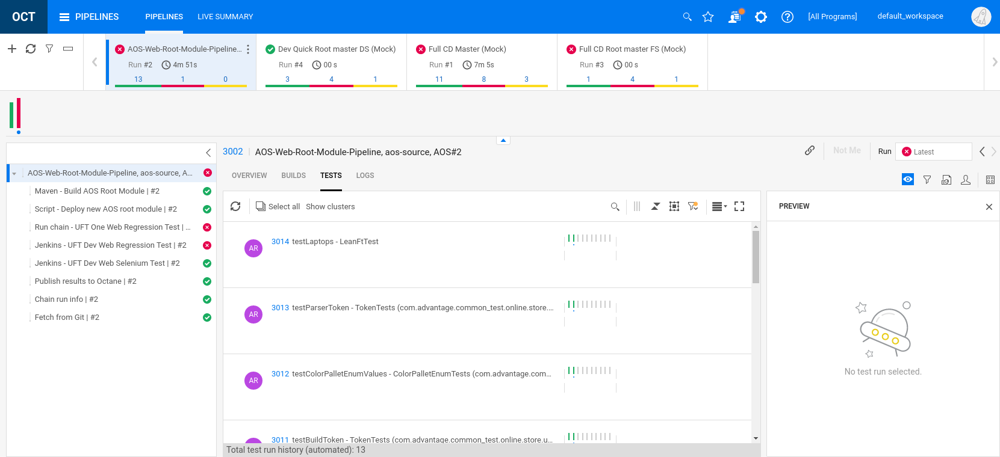 OCT PIPELINES PIPELINES LIVE SUMMARY [All Programs] default_workspace
AOS-Web-Root-Module-Pipeline... Dev Quick Root master DS (Mock) Full CD Master (Mock) Full CD Root master FS (Mock)
Run #2 4m 51s Run #4 00 s Run #1 7m 5s Run #3 00 s
13 1 0 3 4 1 11 8 3 1 4 1
AOS-Web-Root-Module-Pipeline, aos-source, A...
Maven - Build AOS Root Module | #2
Script - Deploy new AOS root module | #2
Run chain - UFT One Web Regression Test | ...
Jenkins - UFT Dev Web Regression Test | #2
Jenkins - UFT Dev Web Selenium Test | #2
Publish results to Octane | #2
Chain run info | #2
Fetch from Git | #2
3002 | AOS-Web-Root-Module-Pipeline, aos-source, AOS#2 Not Me Run Latest
OVERVIEW BUILDS TESTS LOGS
Select all Show clusters
AR 3014 testLaptops - LeanFtTest
AR 3013 testParserToken - TokenTests (com.advantage.common_test.online.store....
AR 3012 testColorPalletEnumValues - ColorPalletEnumTests (com.advantage.com...
3011 testBuildToken - TokenTests (com.advantage.common_test.online.store.u...
Total test run history (automated): 13
PREVIEW
No test run selected.